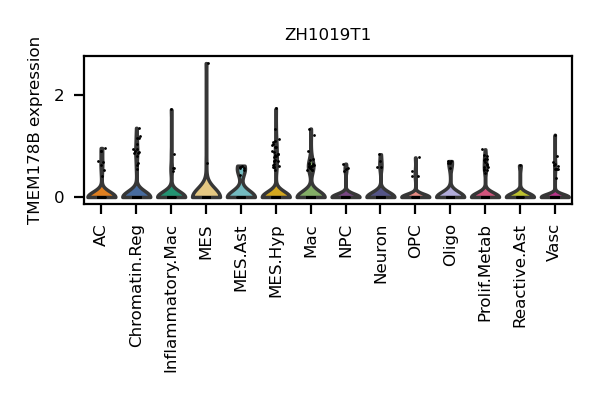 ZH1019T1
TMEM178B expression
2
0
AC
Chromatin.Reg
Inflammatory.Mac
MES
MES.Ast
MES.Hyp
Mac
NPC
Neuron
OPC
Oligo
Prolif.Metab
Reactive.Ast
Vasc